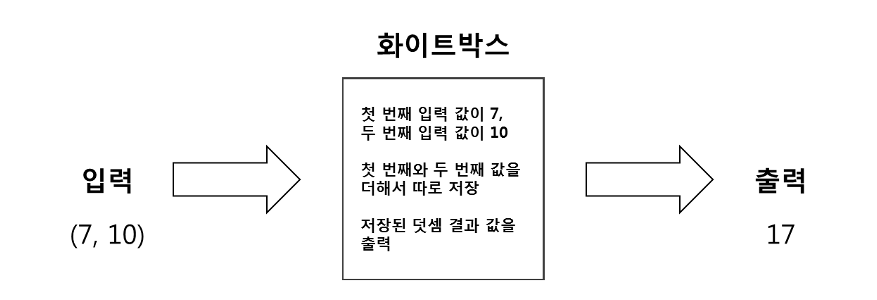 화이트박스
입력
(7, 10)
첫 번째 입력 값이 7,
두 번째 입력 값이 10
첫 번째와 두 번째 값을
더해서 따로 저장
저장된 덧셈 결과 값을
출력
출력
17